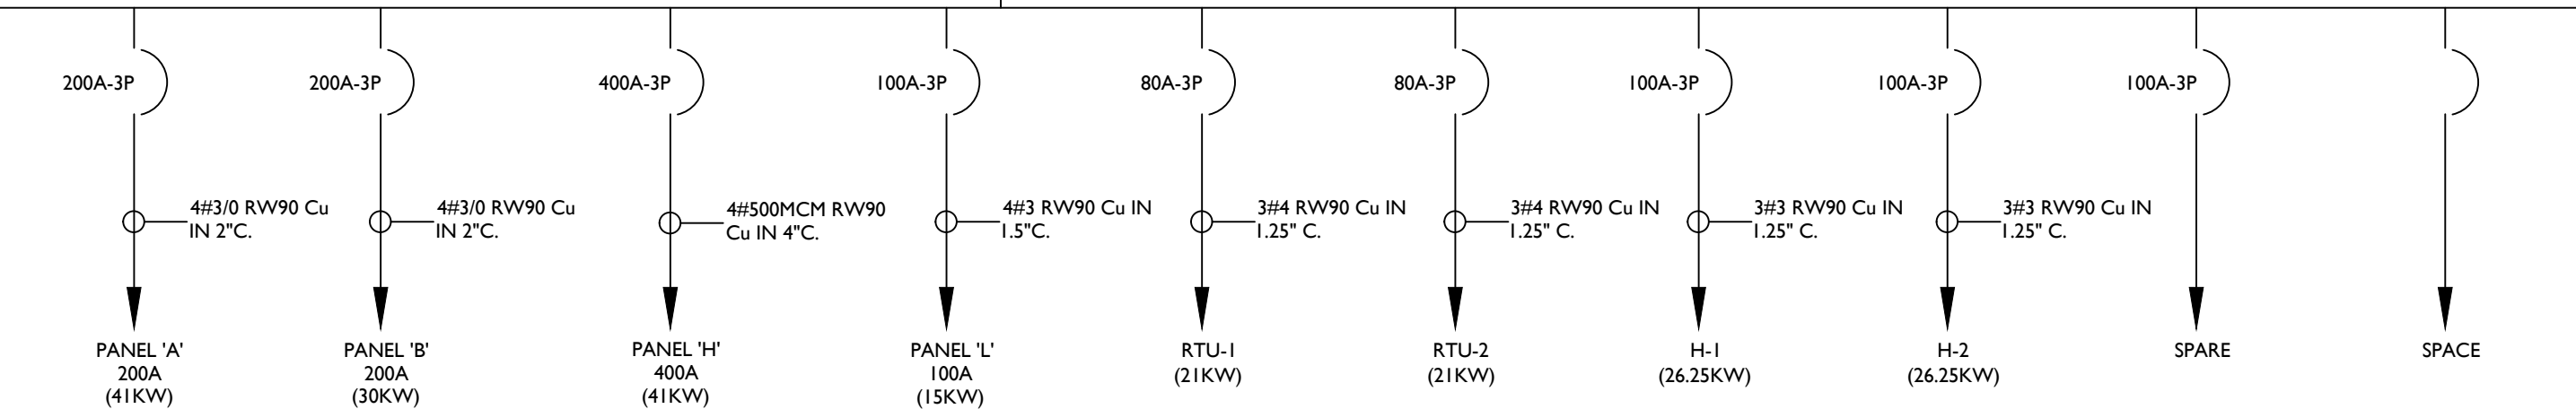 200A-3P
200A-3P
400A-3P
100A-3P
80A-3P
80A-3P
100A-3P
100A-3P
100A-3P
4#3/0 RW90 Cu
IN 2"C.
4#3/0 RW90 Cu
IN 2"C.
4#500MCM RW90
Cu IN 4"C.
4#3 RW90 Cu IN
1.5"C.
3#4 RW90 Cu IN
1.25" C.
3#4 RW90 Cu IN
1.25" C.
3#3 RW90 Cu IN
1.25" C.
3#3 RW90 Cu IN
1.25" C.
PANEL 'A'
200A
(41KW)
PANEL 'B'
200A
(30KW)
PANEL 'H'
400A
(41KW)
PANEL 'L'
100A
(15KW)
RTU-1
(21KW)
RTU-2
(21KW)
H-1
(26.25KW)
H-2
(26.25KW)
SPARE
SPACE